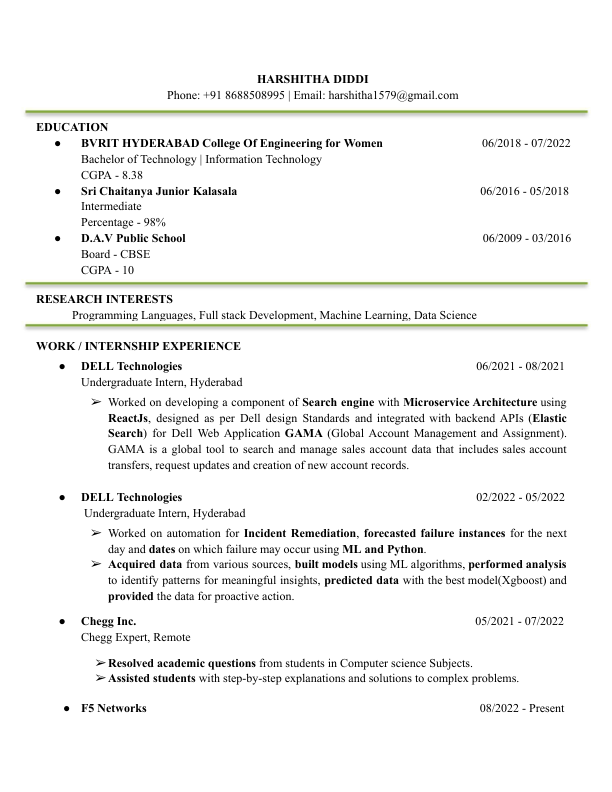 HARSHITHA DIDDI
Phone: +91 8688508995 | Email: harshitha1579@gmail.com
EDUCATION
● BVRIT HYDERABAD College Of Engineering for Women 06/2018 - 07/2022
Bachelor of Technology | Information Technology
CGPA - 8.38
● Sri Chaitanya Junior Kalasala 06/2016 - 05/2018
Intermediate
Percentage - 98%
● D.A.V Public School 06/2009 - 03/2016
Board - CBSE
CGPA - 10
RESEARCH INTERESTS
Programming Languages, Full stack Development, Machine Learning, Data Science
WORK / INTERNSHIP EXPERIENCE
● DELL Technologies 06/2021 - 08/2021
Undergraduate Intern, Hyderabad
➢ Worked on developing a component of Search engine with Microservice Architecture using
ReactJs, designed as per Dell design Standards and integrated with backend APIs (Elastic
Search) for Dell Web Application GAMA (Global Account Management and Assignment).
GAMA is a global tool to search and manage sales account data that includes sales account
transfers, request updates and creation of new account records.
● DELL Technologies 02/2022 - 05/2022
Undergraduate Intern, Hyderabad
➢ Worked on automation for Incident Remediation, forecasted failure instances for the next
day and dates on which failure may occur using ML and Python.
➢ Acquired data from various sources, built models using ML algorithms, performed analysis
to identify patterns for meaningful insights, predicted data with the best model(Xgboost) and
provided the data for proactive action.
● Chegg Inc. 05/2021 - 07/2022
Chegg Expert, Remote
➢ Resolved academic questions from students in Computer science Subjects.
➢ Assisted students with step-by-step explanations and solutions to complex problems.
● F5 Networks 08/2022 - Present